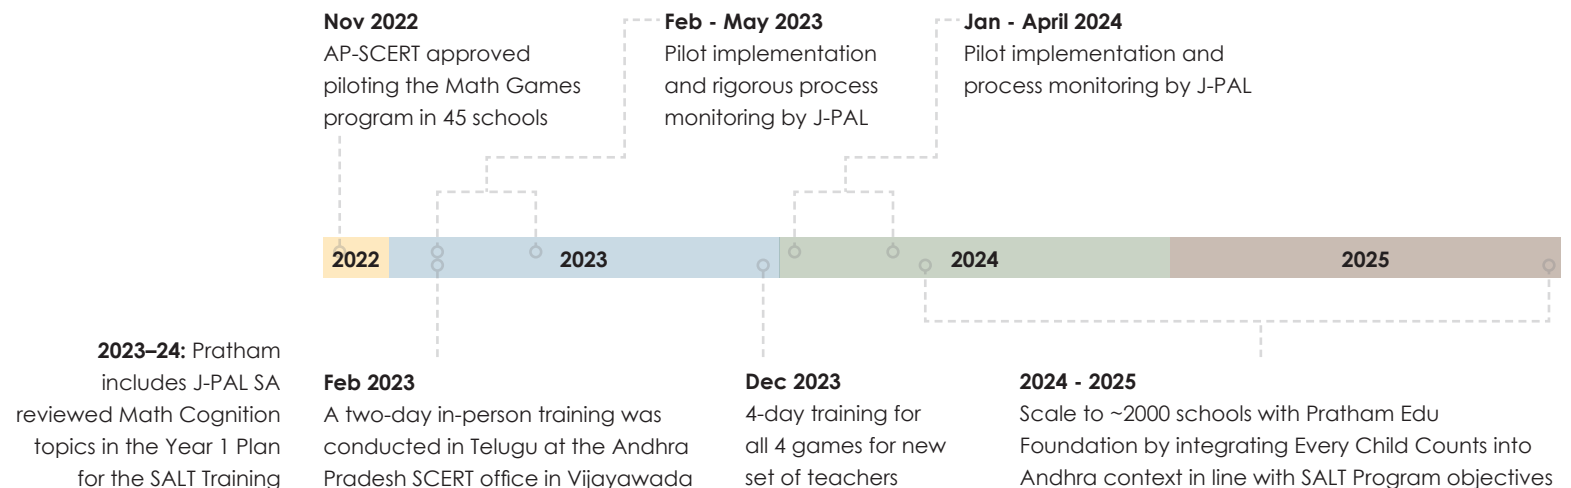 Nov 2022
AP-SCERT approved
piloting the Math Games
program in 45 schools
Feb - May 2023
Pilot implementation
and rigorous process
monitoring by J-PAL
Jan - April 2024
Pilot implementation and
process monitoring by J-PAL
2022
2023
2024
2025
2023–24: Pratham
includes J-PAL SA
reviewed Math Cognition
topics in the Year 1 Plan
for the SALT Training
Feb 2023
A two-day in-person training was
conducted in Telugu at the Andhra
Pradesh SCERT office in Vijayawada
Dec 2023
4-day training for
all 4 games for new
set of teachers
2024 - 2025
Scale to ~2000 schools with Pratham Edu
Foundation by integrating Every Child Counts into
Andhra context in line with SALT Program objectives